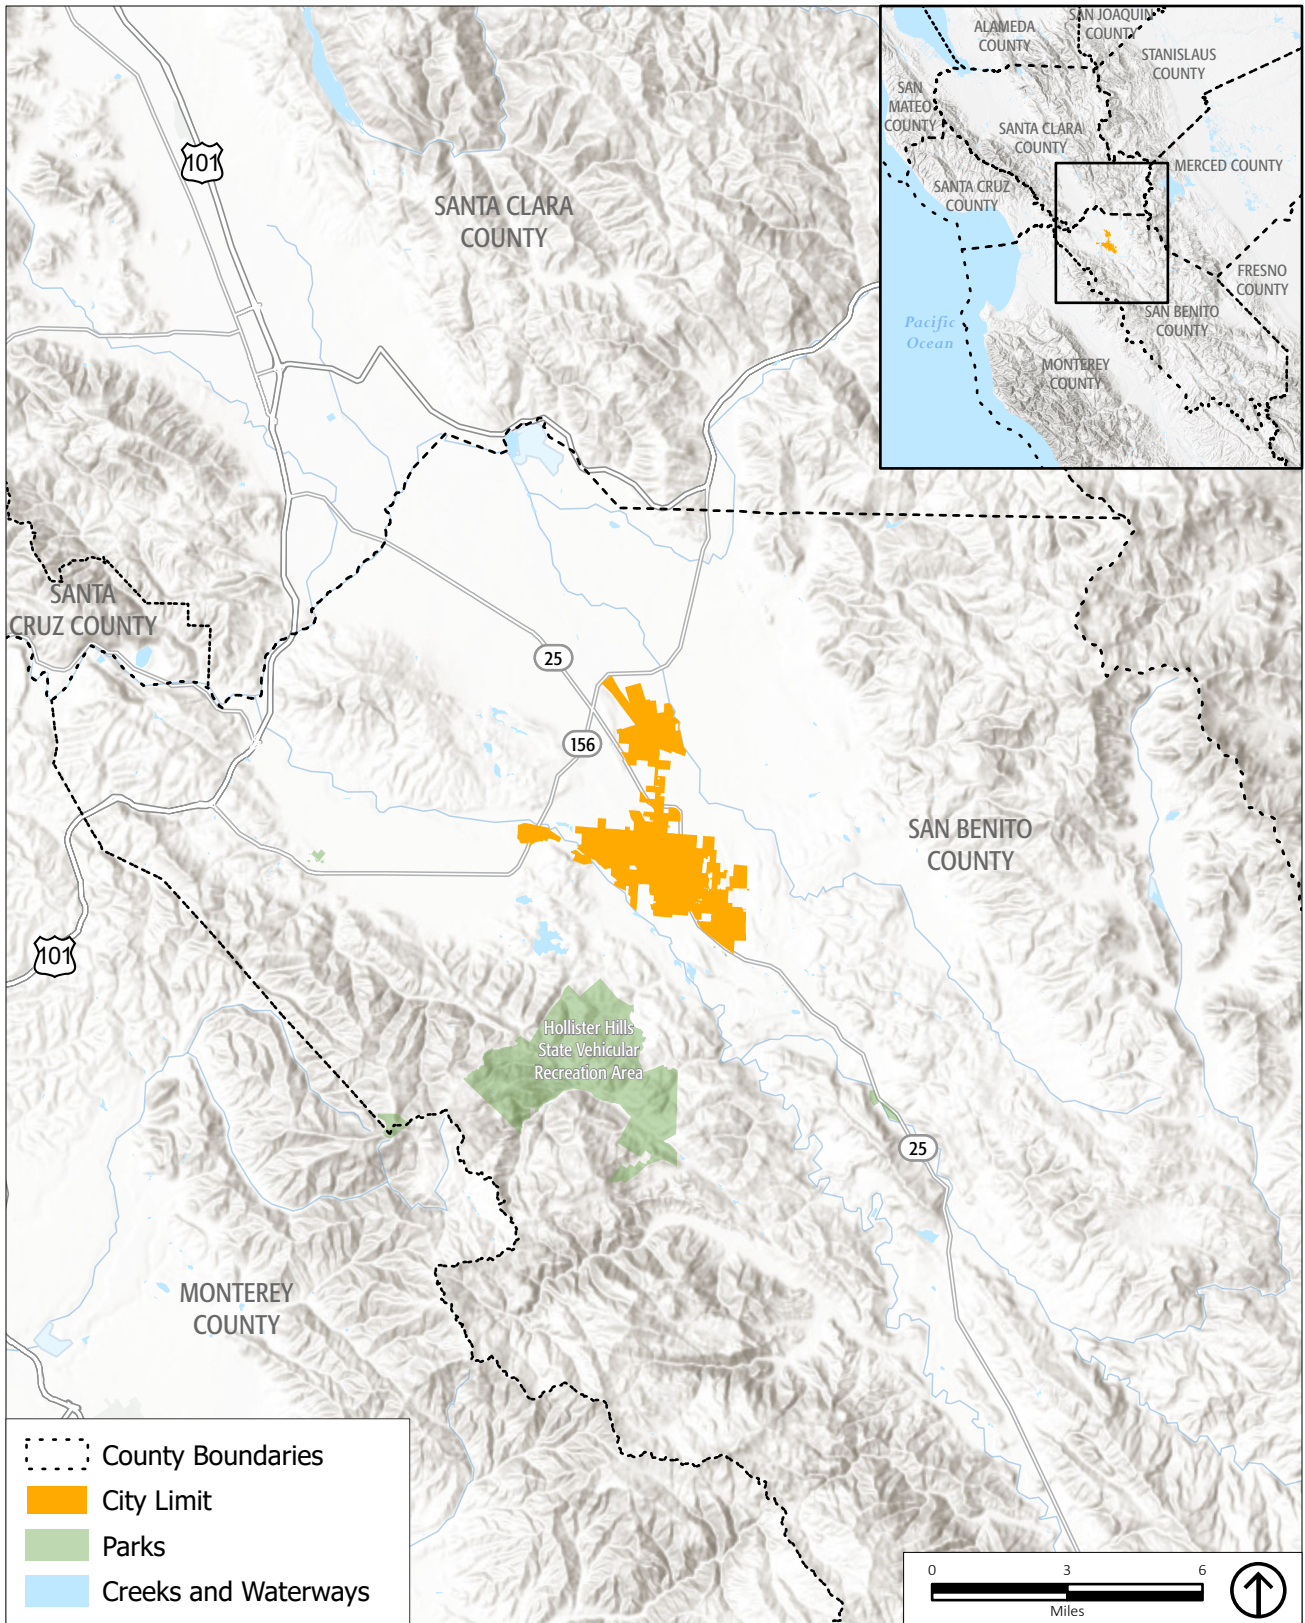 101
SANTA CLARA
COUNTY
ALAMEDA
COUNTY
SAN JOAQUIN
COUNTY
STANISLAUS
COUNTY
SAN
MATEO
COUNTY
SANTA CLARA
COUNTY
MERCED COUNTY
SANTA CRUZ
COUNTY
FRESNO
COUNTY
SAN BENITO
COUNTY
Pacific
Ocean
MONTEREY
COUNTY
SANTA
CRUZ COUNTY
25
156
SAN BENITO
COUNTY
101
Hollister Hills
State Vehicular
Recreation Area
25
MONTEREY
COUNTY
County Boundaries
City Limit
Parks
Creeks and Waterways
0 3 6
Miles